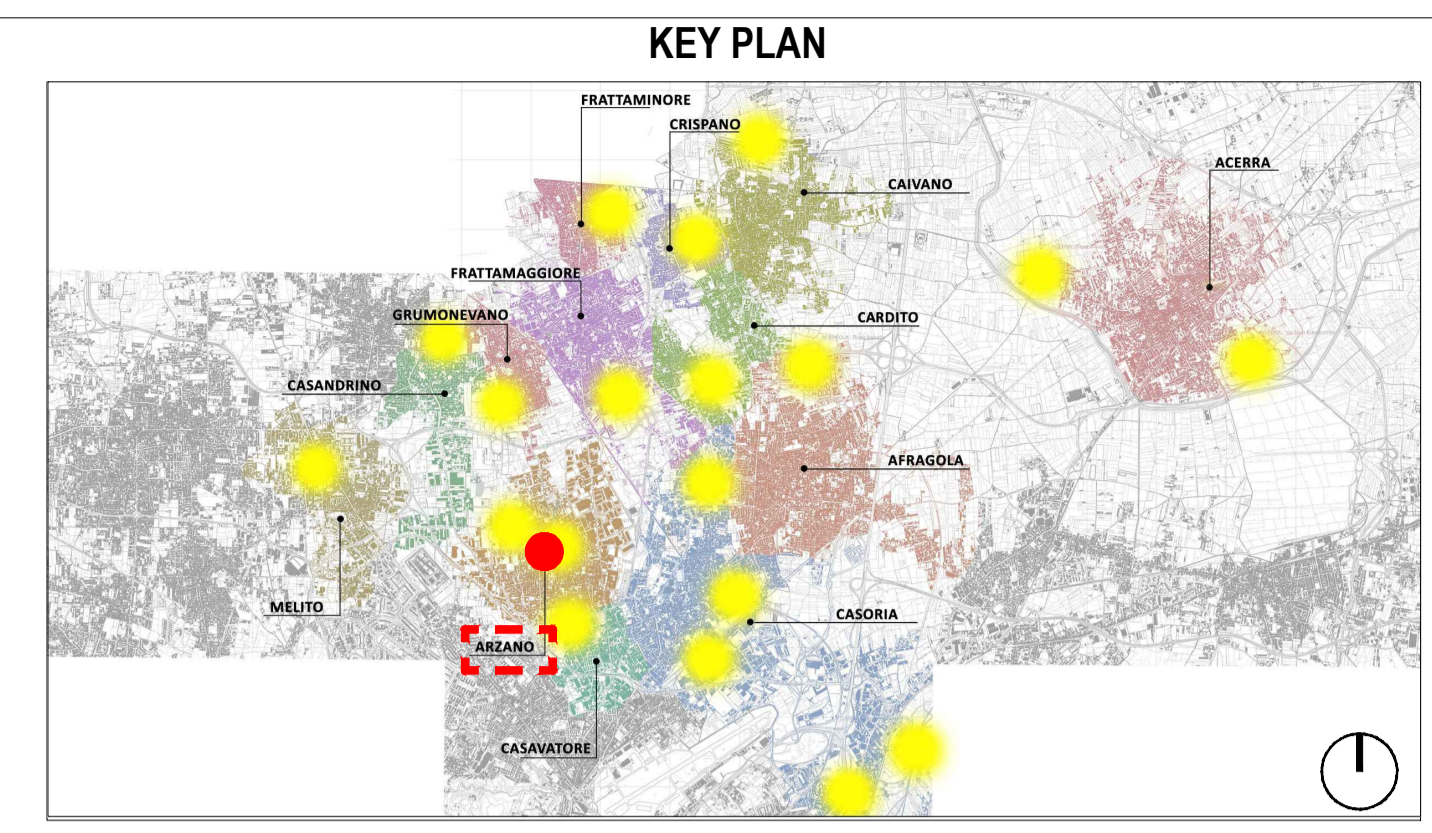 KEY PLAN
FRATTAMINORE
CRISPANO
ACERRA
CAIVANO
FRATTAMAGGIORE
GRUMONEVANO
CARDITO
CASANDRINO
AFRAGOLA
MELITO
CASORIA
ARZANO
CASAVATORE